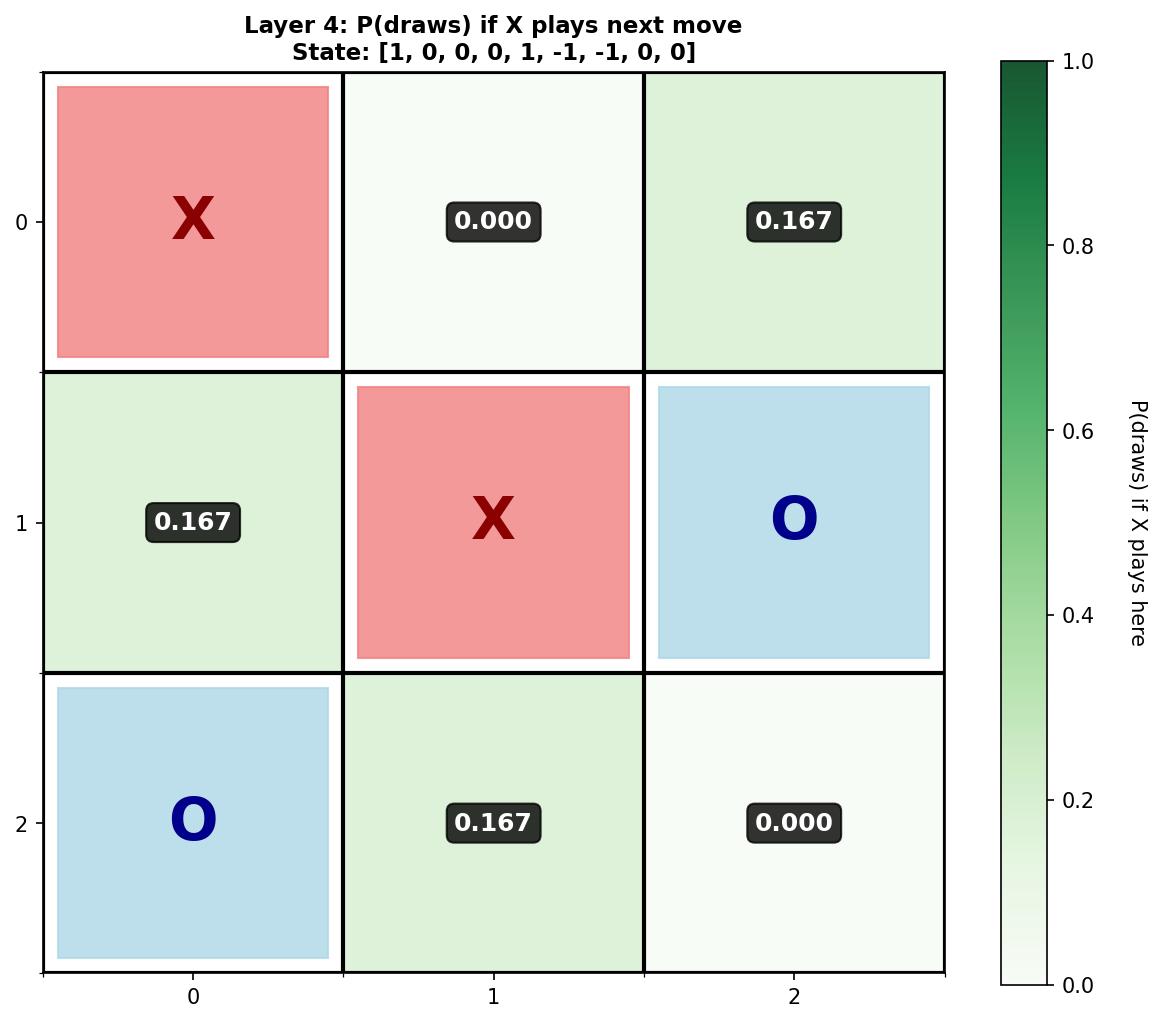 Layer 4: P(draws) if X plays next move
State: [1, 0, 0, 0, 1, -1, -1, 0, 0]
X
0.000
0.167
0.167
X
O
O
0.167
0.000
0
1
2
0
1
2
1.0
0.8
0.6
0.4
0.2
0.0
P(draws) if X plays here